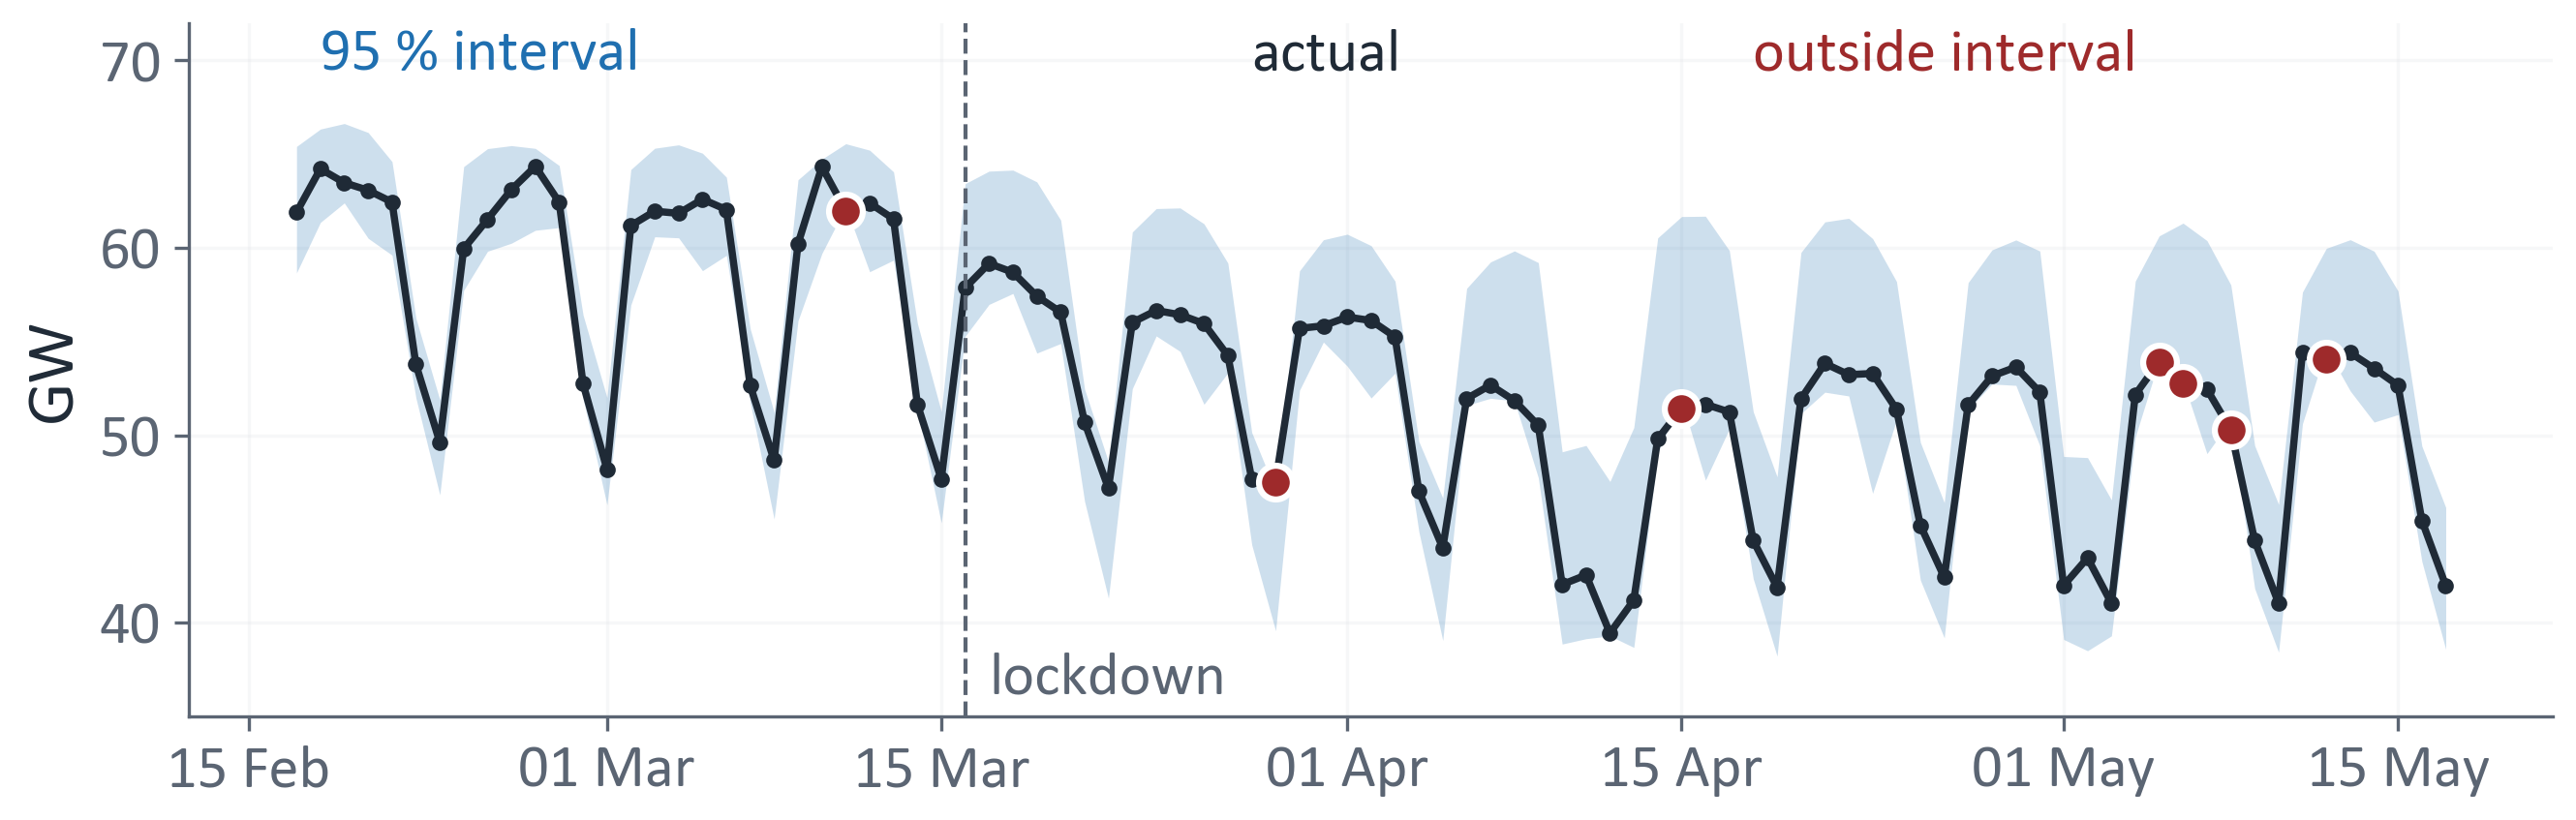 95 % interval
actual
outside interval
70
60
50
40
GW
lockdown
15 Feb
01 Mar
15 Mar
01 Apr
15 Apr
01 May
15 May